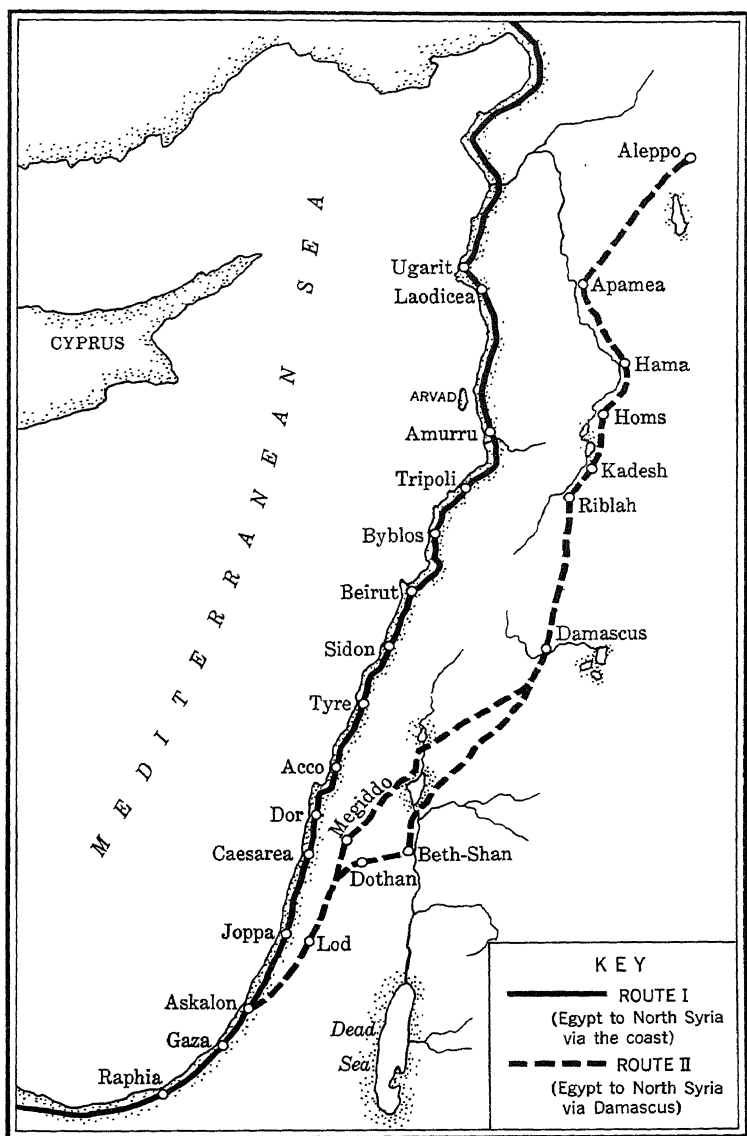 Aleppo
MEDITERRANEAN SEA
Ugarit
Apamea
Laodicea
CYPRUS
Hama
ARVAD
Homs
Amurru
Kadesh
Tripoli
Riblah
Byblos
Beirut
Damascus
Sidon
Tyre
Acco
Megiddo
Dor
Caesarea
Beth-Shan
Dothan
Joppa
Lod
Askalon
Gaza
Dead
Sea
Raphia
KEY
ROUTE I
(Egypt to North Syria
via the coast)
ROUTE II
(Egypt to North Syria
via Damascus)